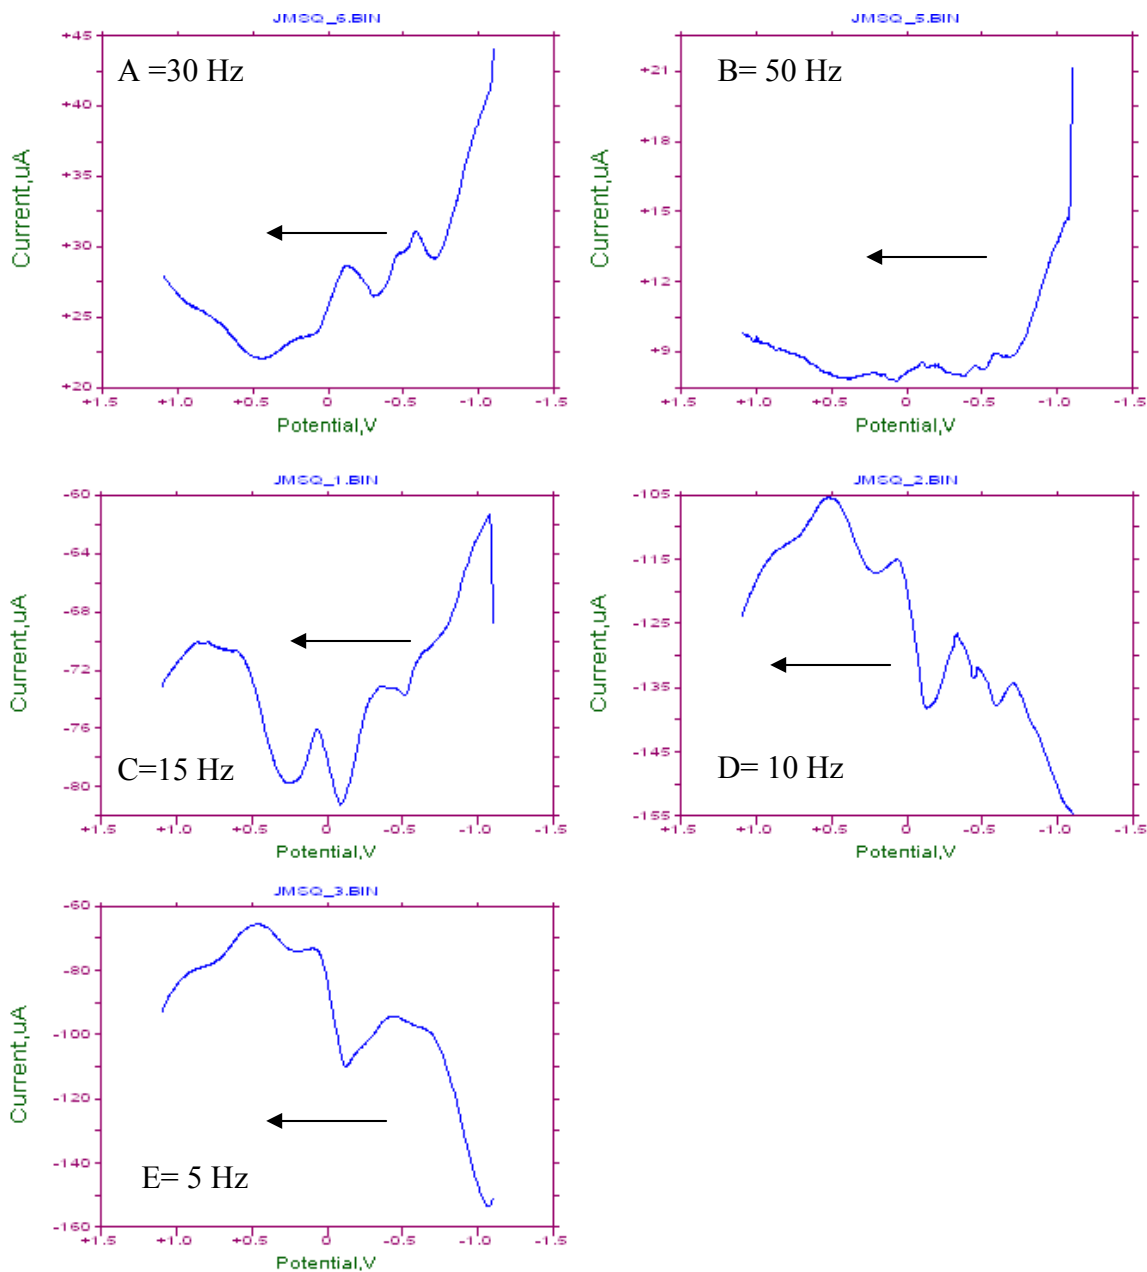 JMSQ_6.BIN
+45
+40
+35
+30
+25
+20
+1.5 +1.0 +0.5 0 -0.5 -1.0 -1.5
Current,uA
Potential,V
A =30 Hz
JMSQ_5.BIN
+21
+18
+15
+12
+9
+1.5 +1.0 +0.5 0 -0.5 -1.0 -1.5
Current,uA
Potential,V
B= 50 Hz
JMSQ_1.BIN
-60
-64
-68
-72
-76
-80
+1.5 +1.0 +0.5 0 -0.5 -1.0 -1.5
Current,uA
Potential,V
C=15 Hz
JMSQ_2.BIN
-105
-115
-125
-135
-145
-155
+1.5 +1.0 +0.5 0 -0.5 -1.0 -1.5
Current,uA
Potential,V
D= 10 Hz
JMSQ_3.BIN
-60
-80
-100
-120
-140
-160
+1.5 +1.0 +0.5 0 -0.5 -1.0 -1.5
Current,uA
Potential,V
E= 5 Hz